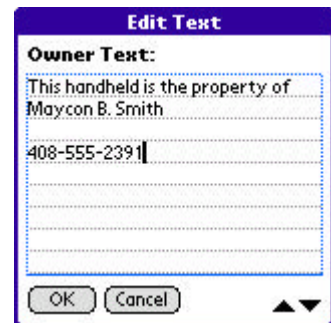 Edit Text
Owner Text:
This handheld is the property of
Maycon B. Smith
408-555-2391
OK Cancel